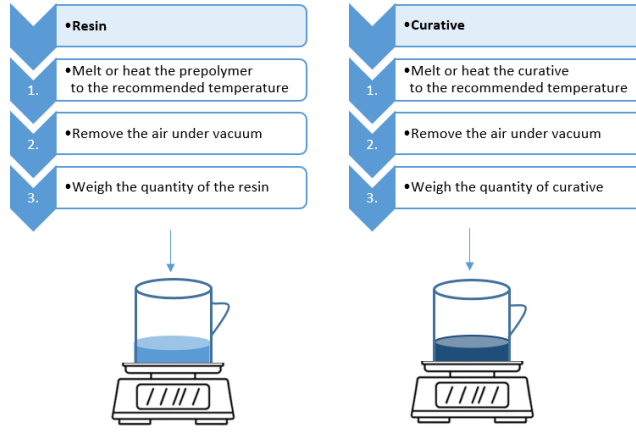 •Resin
1.
•Melt or heat the prepolymer
to the recommended temperature
2.
•Remove the air under vacuum
3.
•Weigh the quantity of the resin
•Curative
1.
•Melt or heat the curative
to the recommended temperature
2.
•Remove the air under vacuum
3.
•Weigh the quantity of curative